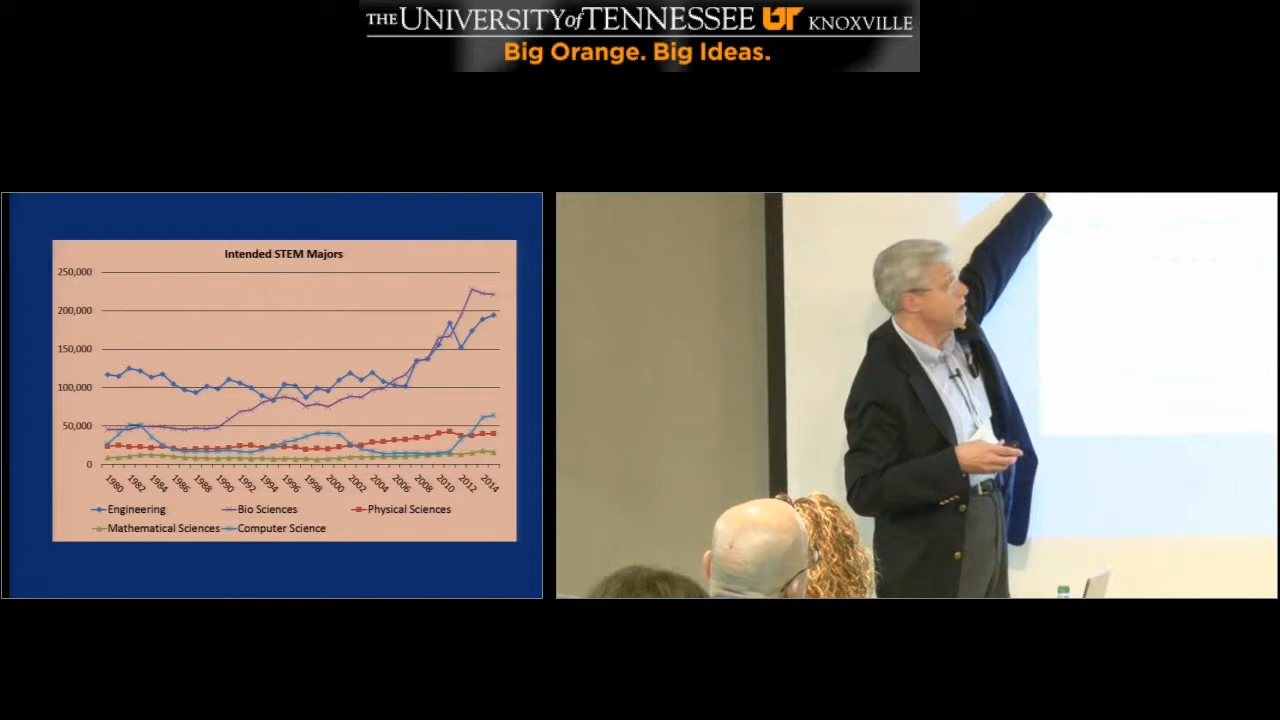 THE UNIVERSITY of TENNESSEE UT KNOXVILLE
Big Orange. Big Ideas.
Intended STEM Majors
250,000
200,000
150,000
100,000
50,000
0
1980 1982 1984 1986 1988 1990 1992 1994 1996 1998 2000 2002 2004 2006 2008 2010 2012 2014
Engineering Bio Sciences Physical Sciences
Mathematical Sciences Computer Science